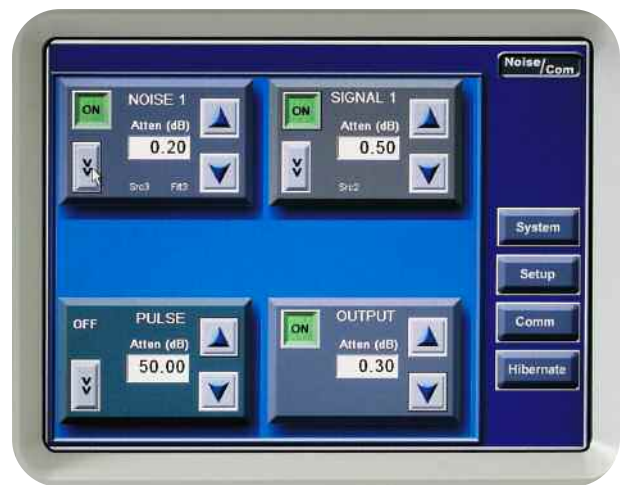 Noise/Com
ON
NOISE 1
Atten (dB)
0.20
Src3 Flt3
ON
SIGNAL 1
Atten (dB)
0.50
Src2
OFF
PULSE
Atten (dB)
50.00
ON
OUTPUT
Atten (dB)
0.30
System
Setup
Comm
Hibernate